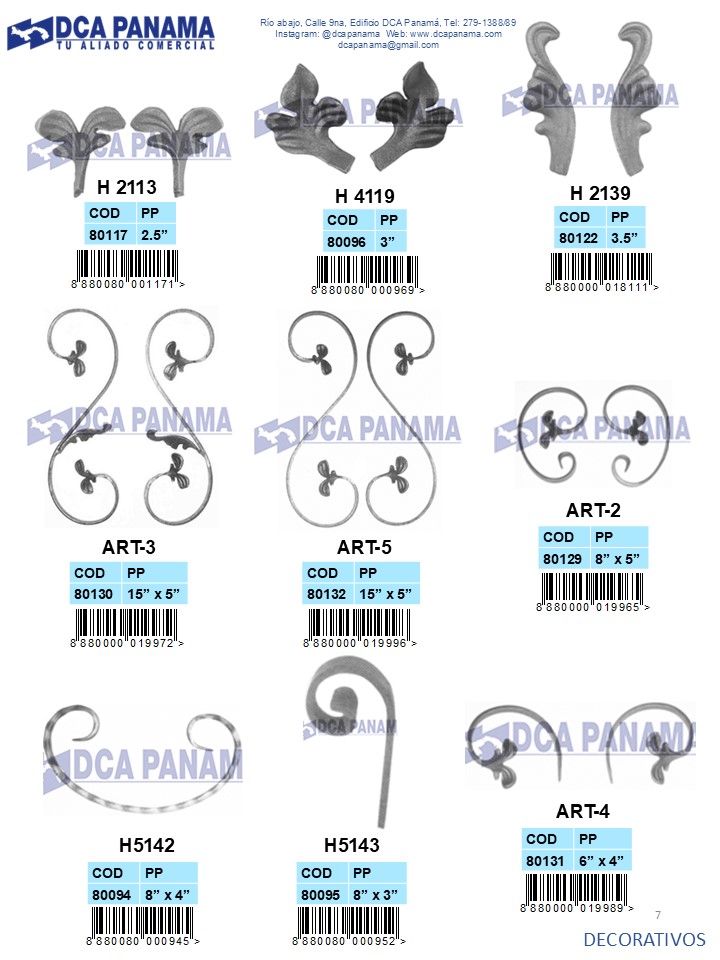 DCA PANAMA
TU ALIADO COMERCIAL
Río abajo, Calle 9na, Edificio DCA Panamá, Tel: 279-1388/89
Instagram: @dcapanama Web: www.dcapanama.com
dcapanama@gmail.com
DCA PANAMA
DCA PANAMA
DCA PANAMA
H 2113
COD PP
80117 2.5”
8 880080 001171 >
H 4119
COD PP
80096 3”
8 880080 000969 >
H 2139
COD PP
80122 3.5”
8 880000 018111 >
DCA PANAMA
DCA PANAMA
DCA PANAMA
ART-3
COD PP
80130 15” x 5”
8 880000 019972 >
ART-5
COD PP
80132 15” x 5”
8 880000 019996 >
ART-2
COD PP
80129 8” x 5”
8 880000 019965 >
DCA PANAM
DCA PANAM
DCA PANAMA
H5142
COD PP
80094 8” x 4”
8 880080 000945 >
H5143
COD PP
80095 8” x 3”
8 880080 000952 >
ART-4
COD PP
80131 6” x 4”
8 880000 019989 >
7
DECORATIVOS